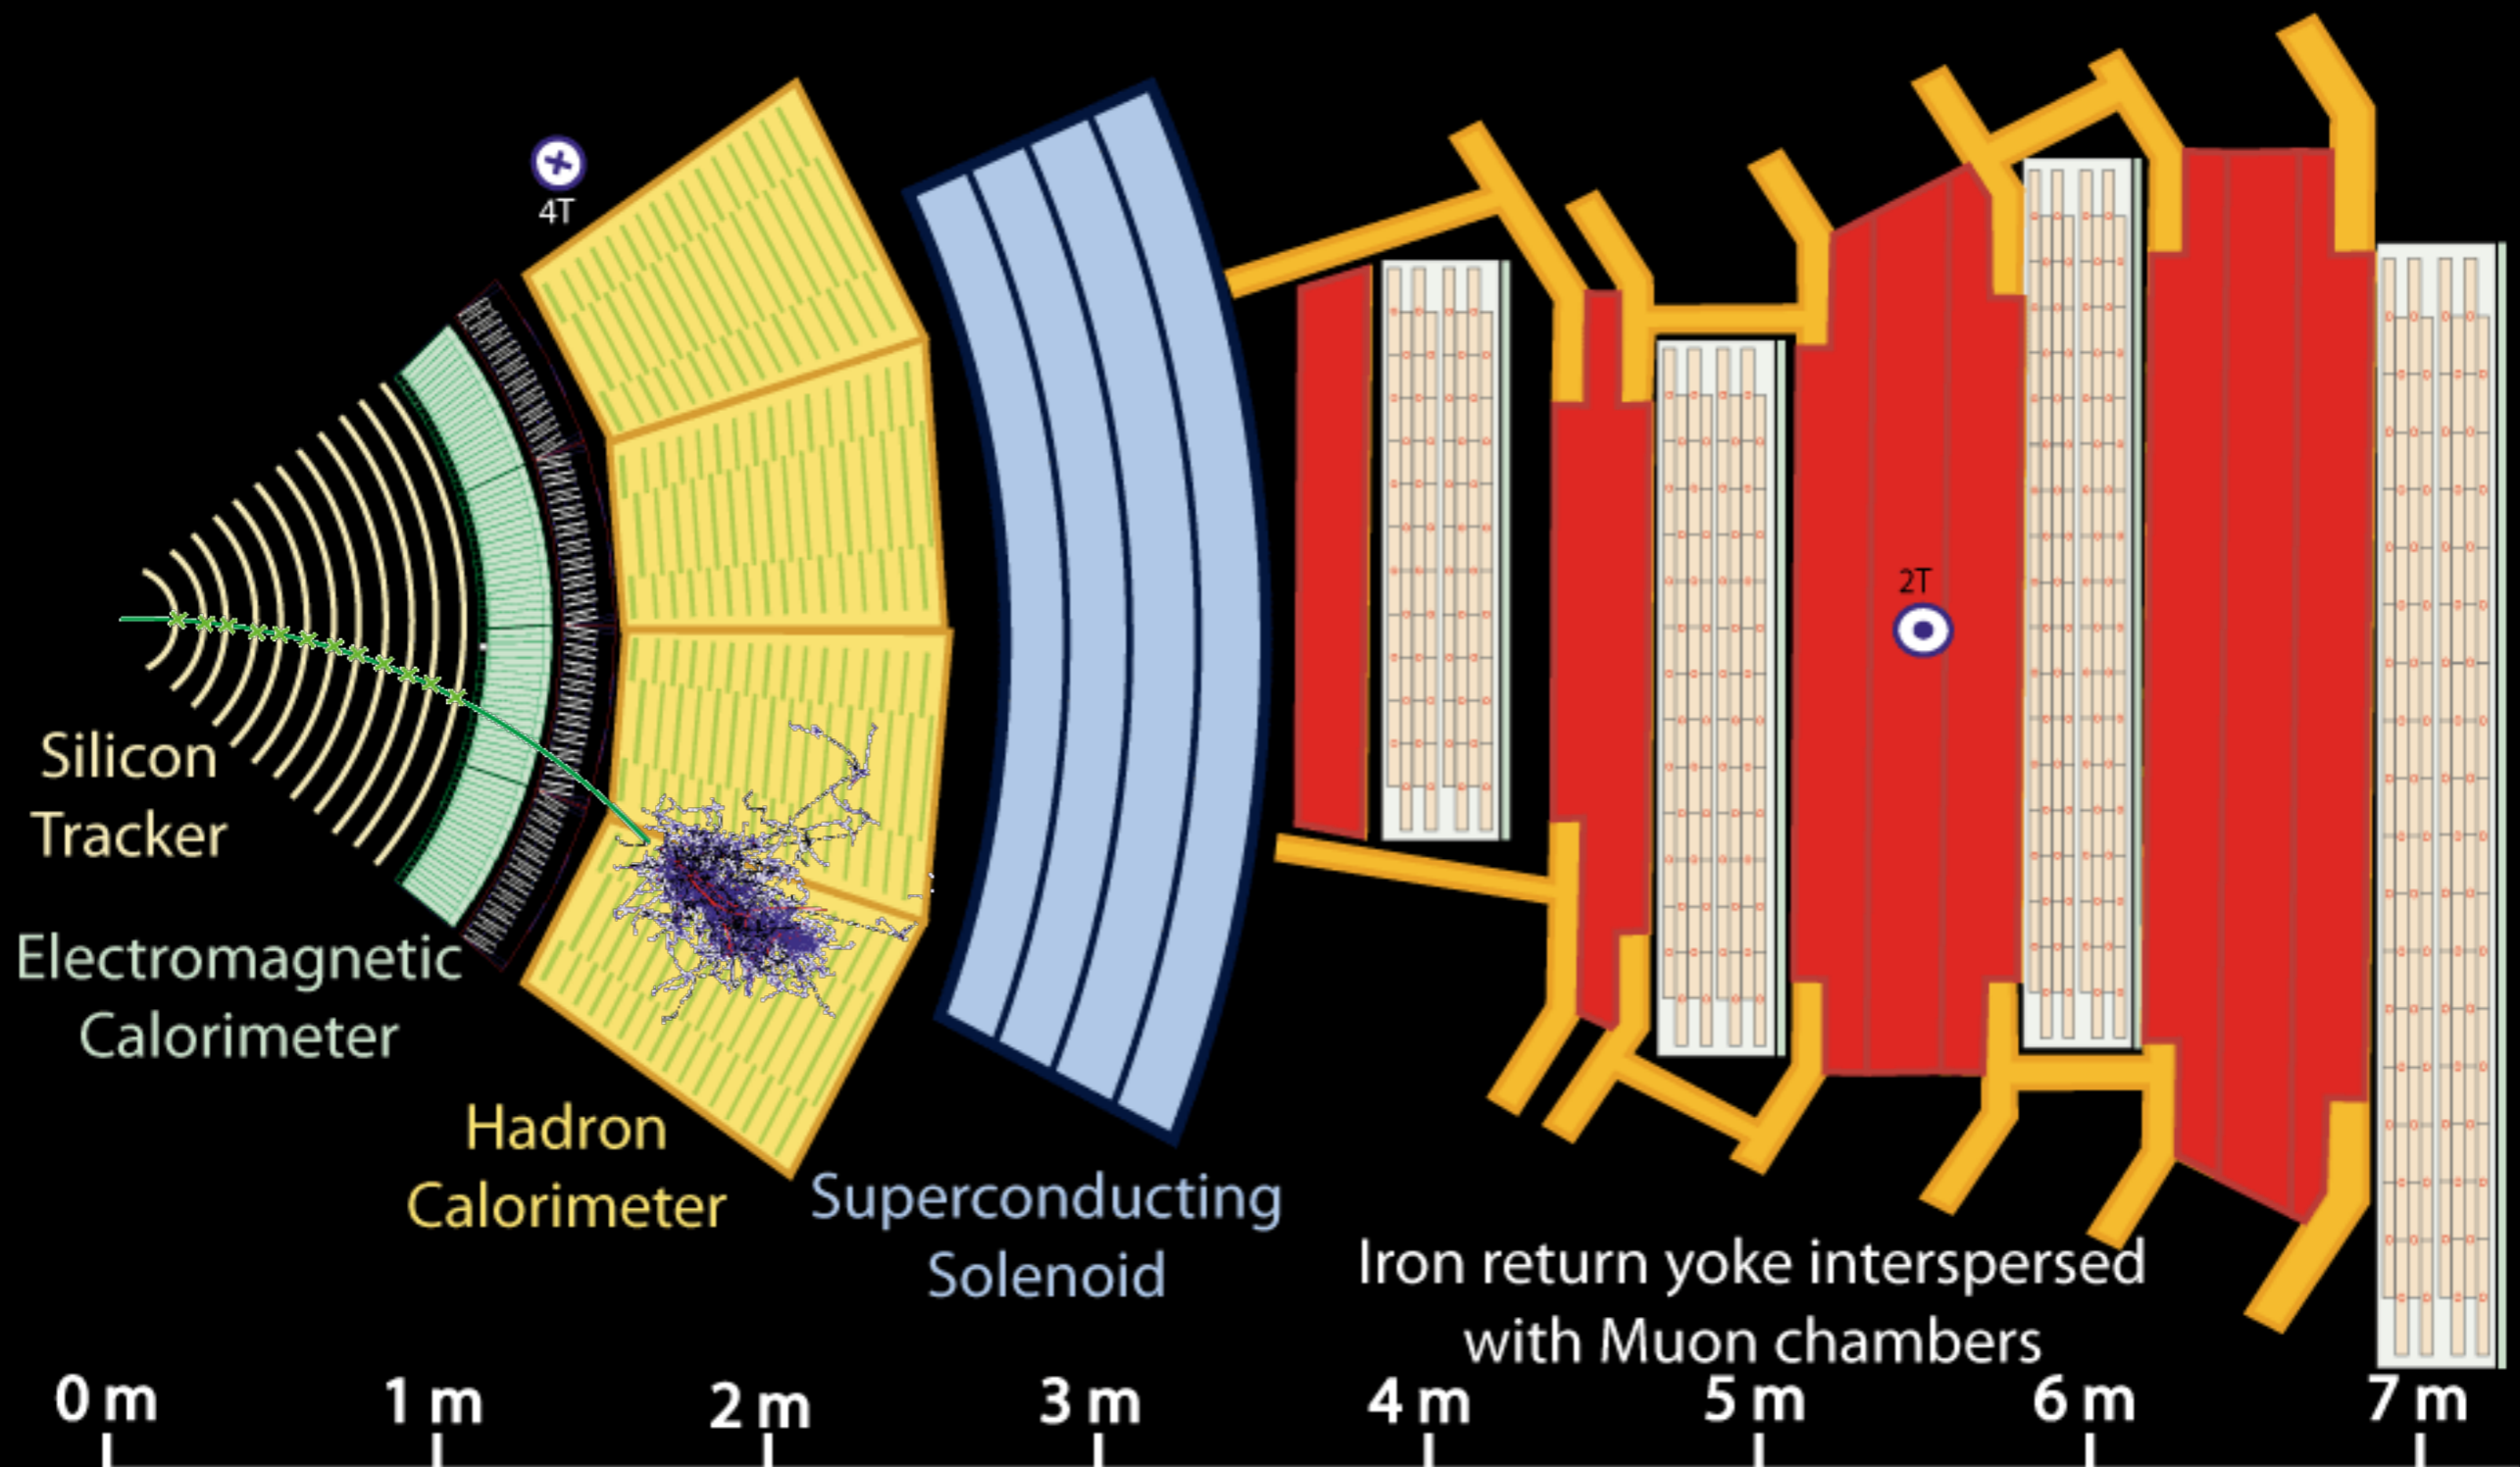 4T
2T
Silicon
Tracker
Electromagnetic
Calorimeter
Hadron
Calorimeter
Superconducting
Solenoid
Iron return yoke interspersed
with Muon chambers
0 m 1 m 2 m 3 m 4 m 5 m 6 m 7 m